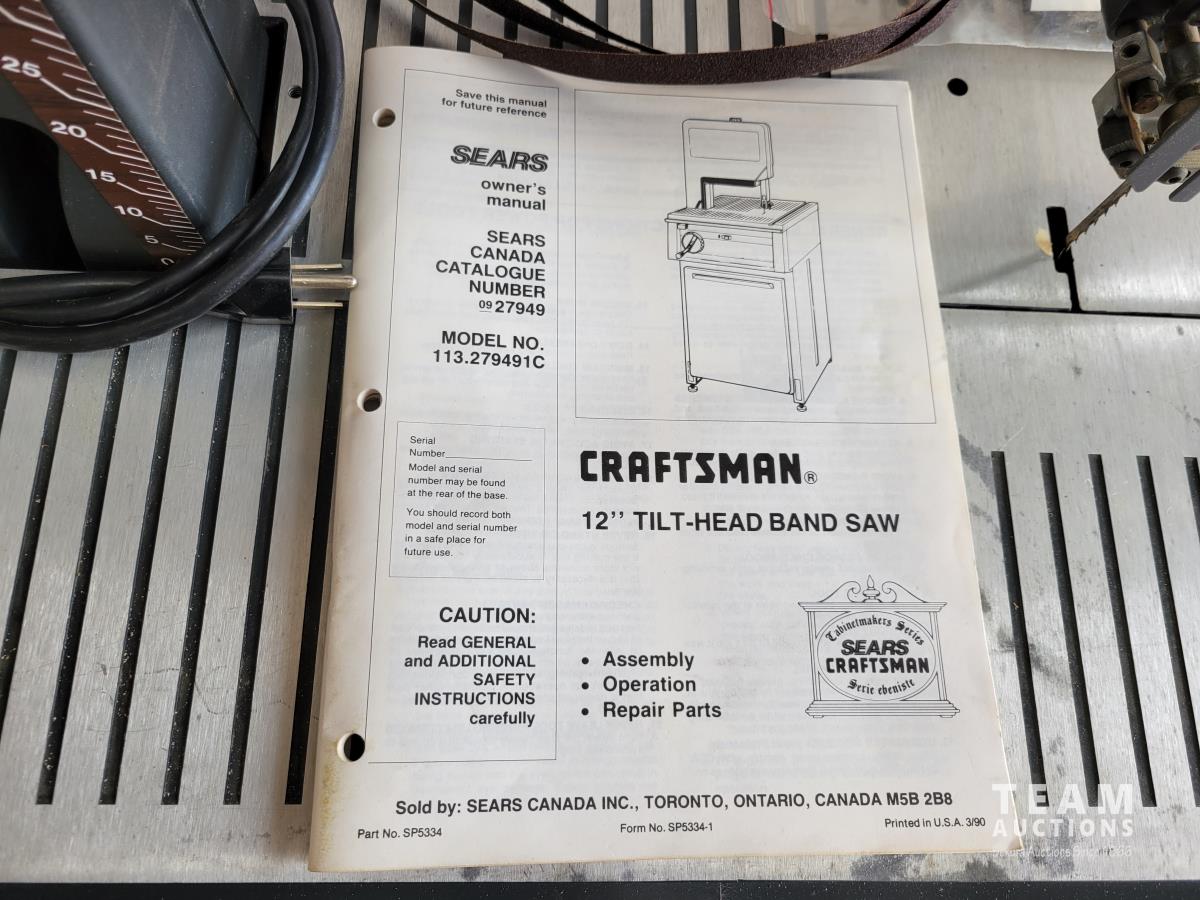 25
20
15
10
5
0
Save this manual
for future reference
SEARS
owner's
manual
SEARS
CANADA
CATALOGUE
NUMBER
09 27949
MODEL NO.
113.279491C
Serial
Number
Model and serial
number may be found
at the rear of the base.
You should record both
model and serial number
in a safe place for
future use.
CAUTION:
Read GENERAL
and ADDITIONAL
SAFETY
INSTRUCTIONS
carefully
CRAFTSMAN®
12’’ TILT-HEAD BAND SAW
• Assembly
• Operation
• Repair Parts
Cabinetmakers Series
SEARS
CRAFTSMAN
Serie ebeniste
Sold by: SEARS CANADA INC., TORONTO, ONTARIO, CANADA M5B 2B8
Part No. SP5334
Form No. SP5334-1
Printed in U.S.A. 3/90
TEAM
AUCTIONS